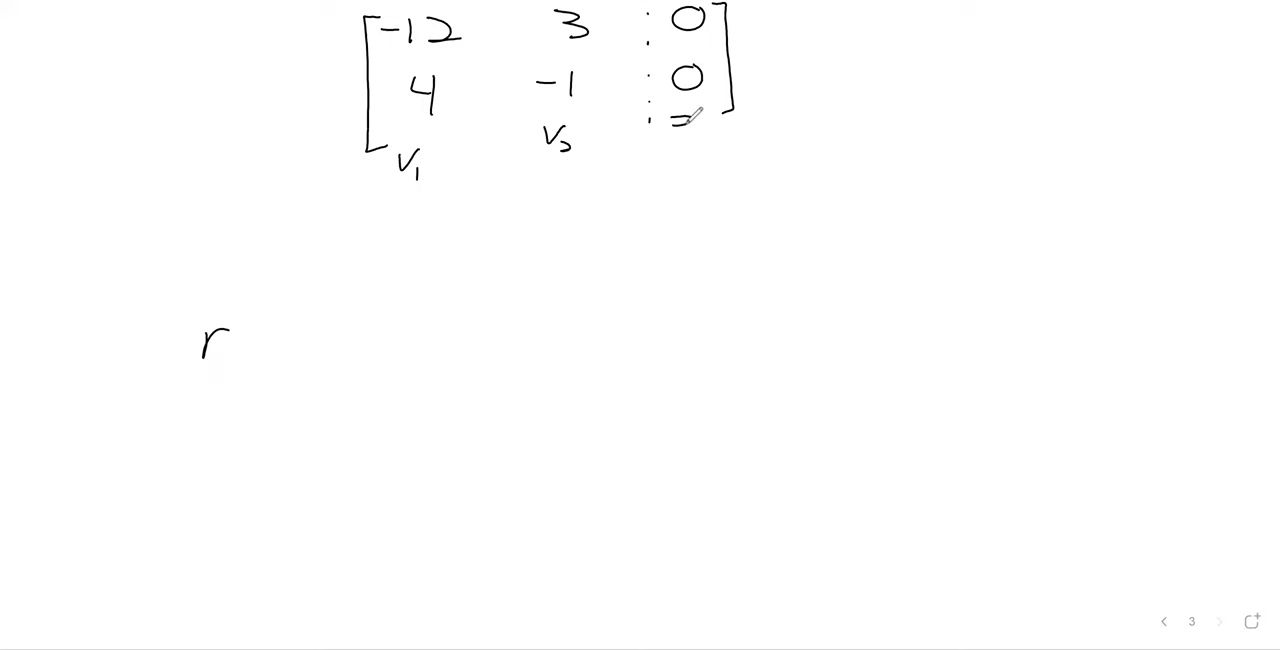 -12 3 : 0
4 -1 : 0
v₁ v₂ : =
r
3